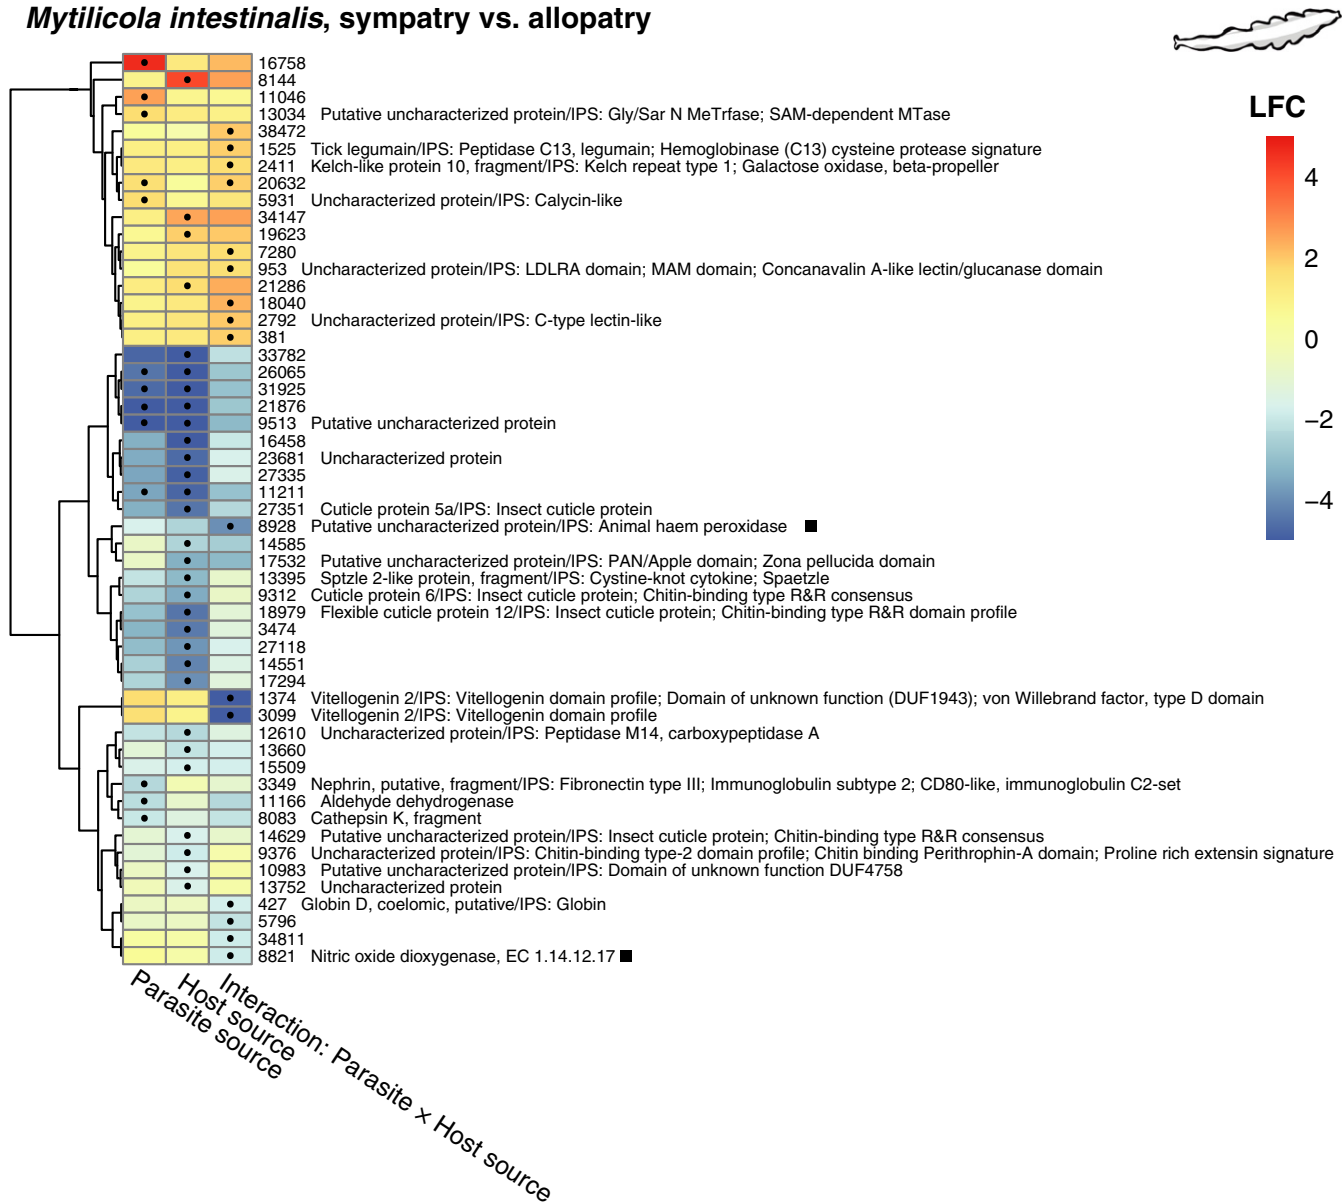 Mytilicola intestinalis, sympatry vs. allopatry
LFC
4
2
0
−2
−4
16758
8144
11046
13034 Putative uncharacterized protein/IPS: Gly/Sar N MeTrfase; SAM-dependent MTase
38472
1525 Tick legumain/IPS: Peptidase C13, legumain; Hemoglobinase (C13) cysteine protease signature
2411 Kelch-like protein 10, fragment/IPS: Kelch repeat type 1; Galactose oxidase, beta-propeller
20632
5931 Uncharacterized protein/IPS: Calycin-like
34147
19623
7280
953 Uncharacterized protein/IPS: LDLRA domain; MAM domain; Concanavalin A-like lectin/glucanase domain
21286
18040
2792 Uncharacterized protein/IPS: C-type lectin-like
381
33782
26065
31925
21876
9513 Putative uncharacterized protein
16458
23681 Uncharacterized protein
27335
11211
27351 Cuticle protein 5a/IPS: Insect cuticle protein
8928 Putative uncharacterized protein/IPS: Animal haem peroxidase
14585
17532 Putative uncharacterized protein/IPS: PAN/Apple domain; Zona pellucida domain
13395 Sptzle 2-like protein, fragment/IPS: Cystine-knot cytokine; Spaetzle
9312 Cuticle protein 6/IPS: Insect cuticle protein; Chitin-binding type R&R consensus
18979 Flexible cuticle protein 12/IPS: Insect cuticle protein; Chitin-binding type R&R domain profile
3474
27118
14551
17294
1374 Vitellogenin 2/IPS: Vitellogenin domain profile; Domain of unknown function (DUF1943); von Willebrand factor, type D domain
3099 Vitellogenin 2/IPS: Vitellogenin domain profile
12610 Uncharacterized protein/IPS: Peptidase M14, carboxypeptidase A
13660
15509
3349 Nephrin, putative, fragment/IPS: Fibronectin type III; Immunoglobulin subtype 2; CD80-like, immunoglobulin C2-set
11166 Aldehyde dehydrogenase
8083 Cathepsin K, fragment
14629 Putative uncharacterized protein/IPS: Insect cuticle protein; Chitin-binding type R&R consensus
9376 Uncharacterized protein/IPS: Chitin-binding type-2 domain profile; Chitin binding Perithrophin-A domain; Proline rich extensin signature
10983 Putative uncharacterized protein/IPS: Domain of unknown function DUF4758
13752 Uncharacterized protein
427 Globin D, coelomic, putative/IPS: Globin
5796
34811
8821 Nitric oxide dioxygenase, EC 1.14.12.17
Parasite source
Host source
Interaction: Parasite × Host source